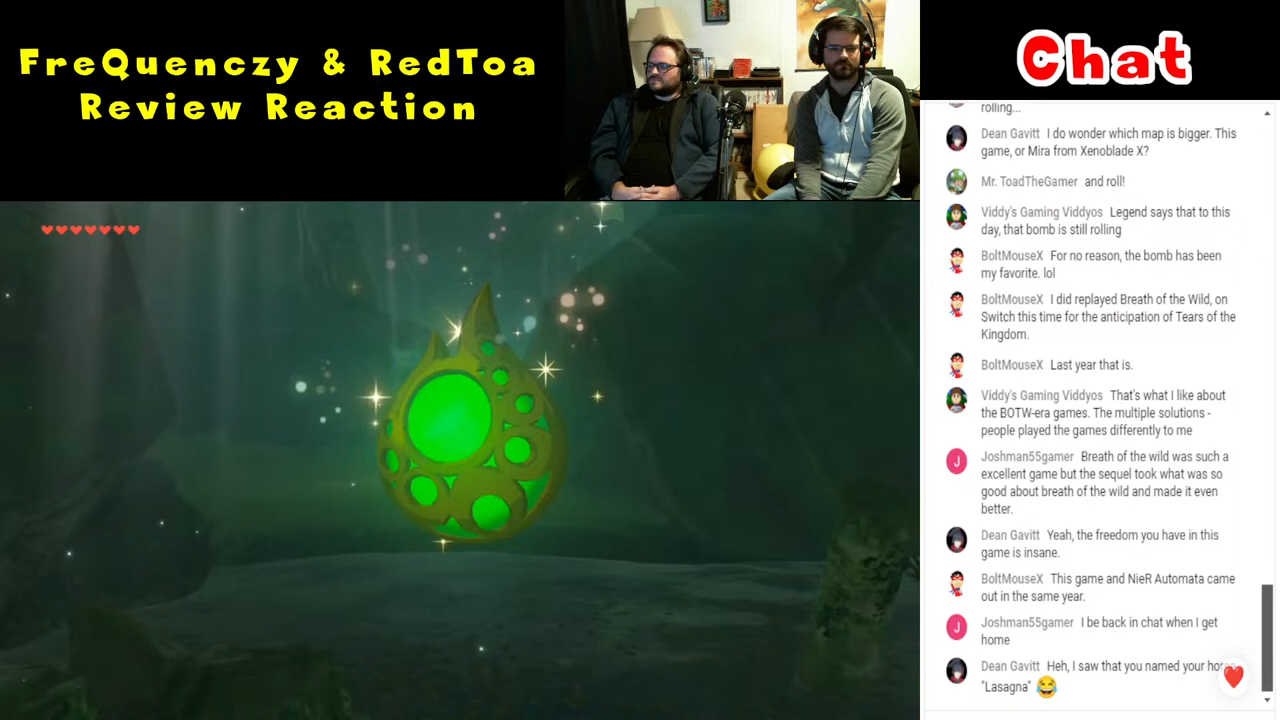 FreQuenczy & RedToa
Review Reaction
Chat
rolling...
Dean Gavitt I do wonder which map is bigger. This
game, or Mira from Xenoblade X?
Mr. ToadTheGamer and roll!
Viddy's Gaming Viddyos Legend says that to this
day, that bomb is still rolling
BoltMouseX For no reason, the bomb has been
my favorite. lol
BoltMouseX I did replayed Breath of the Wild, on
Switch this time for the anticipation of Tears of the
Kingdom.
BoltMouseX Last year that is.
Viddy's Gaming Viddyos That's what I like about
the BOTW-era games. The multiple solutions -
people played the games differently to me
J
Joshman55gamer Breath of the wild was such a
excellent game but the sequel took what was so
good about breath of the wild and made it even
better.
Dean Gavitt Yeah, the freedom you have in this
game is insane.
BoltMouseX This game and NieR Automata came
out in the same year.
J
Joshman55gamer I be back in chat when I get
home
Dean Gavitt Heh, I saw that you named your
"Lasagna"